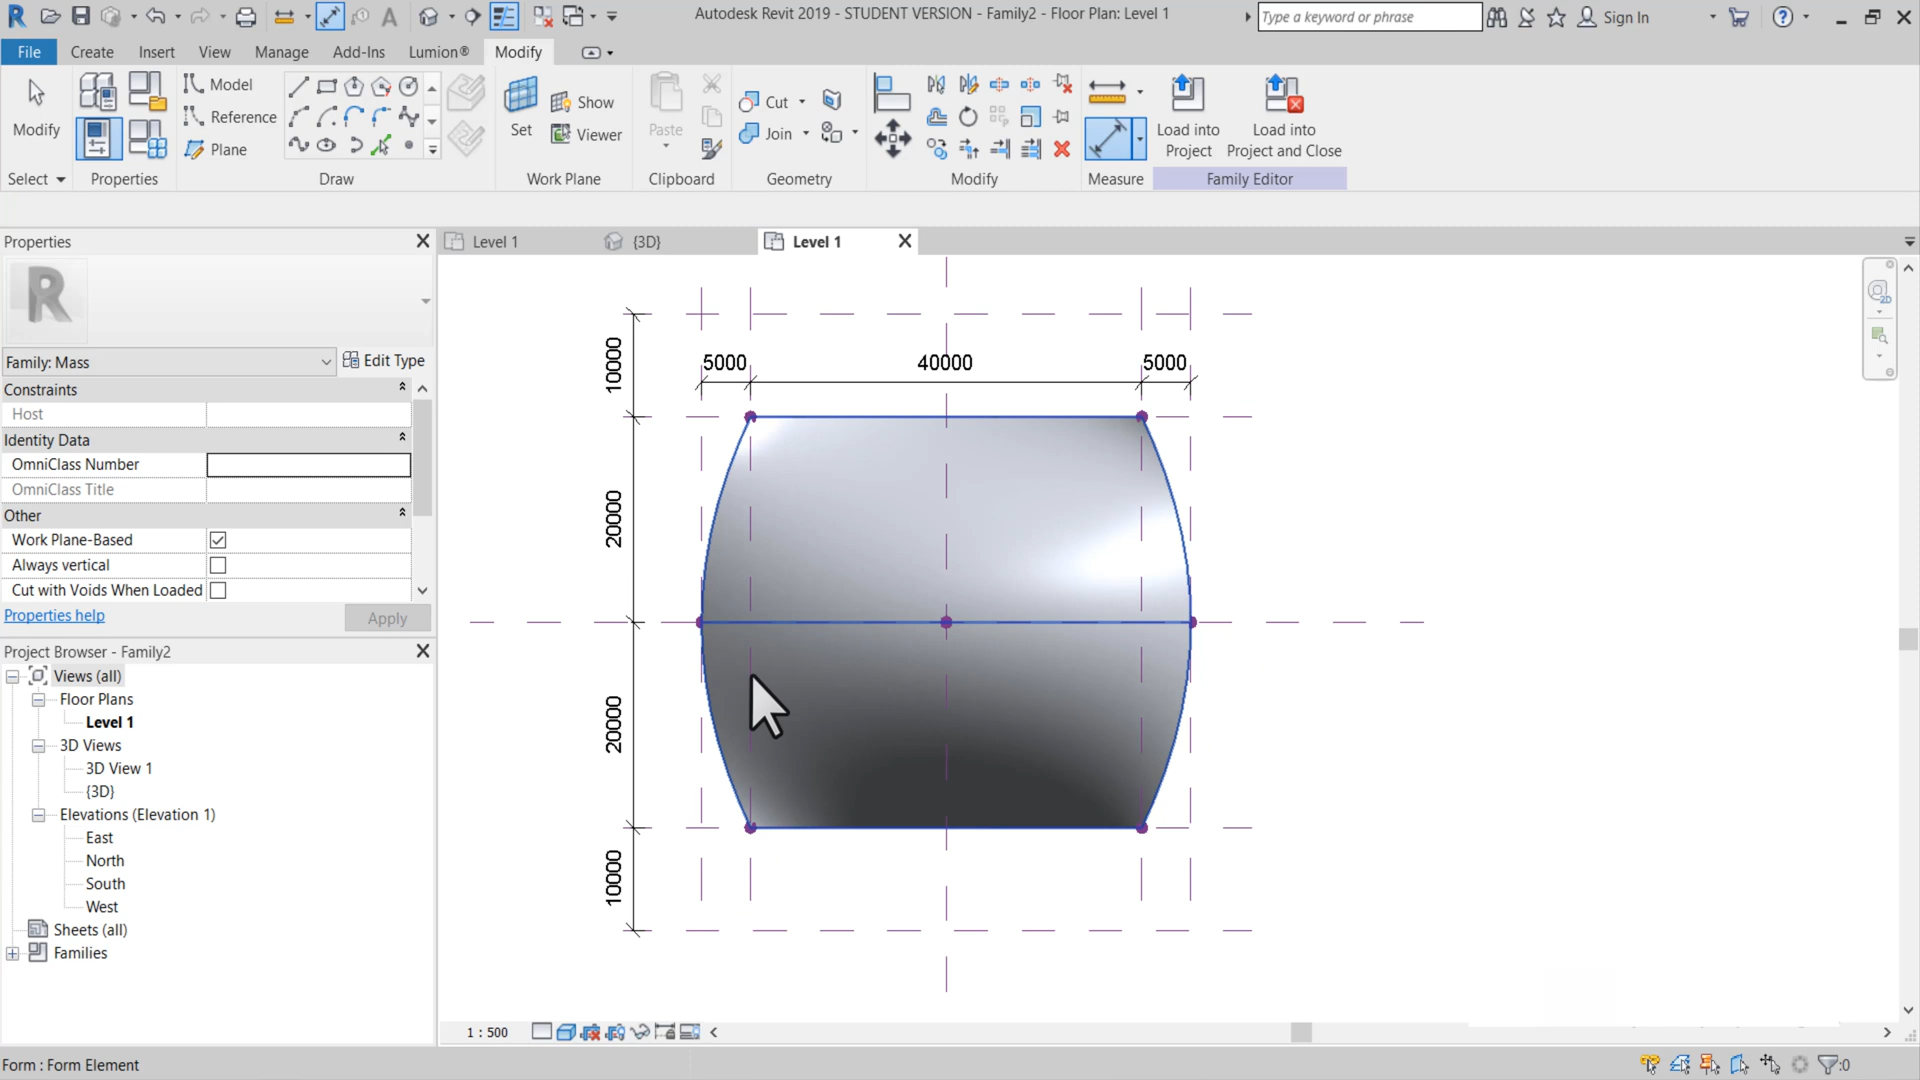 Autodesk Revit 2019 - STUDENT VERSION - Family2 - Floor Plan: Level 1
Type a keyword or phrase
Sign In
File Create Insert View Manage Add-Ins Lumion® Modify
Modify
Model
Reference
Plane
Set
Show
Viewer
Paste
Cut
Join
Load into
Project
Load into
Project and Close
Select Properties Draw Work Plane Clipboard Geometry Modify Measure Family Editor
Properties
Level 1 {3D} Level 1
Family: Mass Edit Type
Constraints
Host
Identity Data
OmniClass Number
OmniClass Title
Other
Work Plane-Based
Always vertical
Cut with Voids When Loaded
Properties help Apply
Project Browser - Family2
Views (all)
Floor Plans
Level 1
3D Views
3D View 1
{3D}
Elevations (Elevation 1)
East
North
South
West
Sheets (all)
Families
10000
5000 40000 5000
20000
20000
10000
2D
1 : 500
Form : Form Element
:0